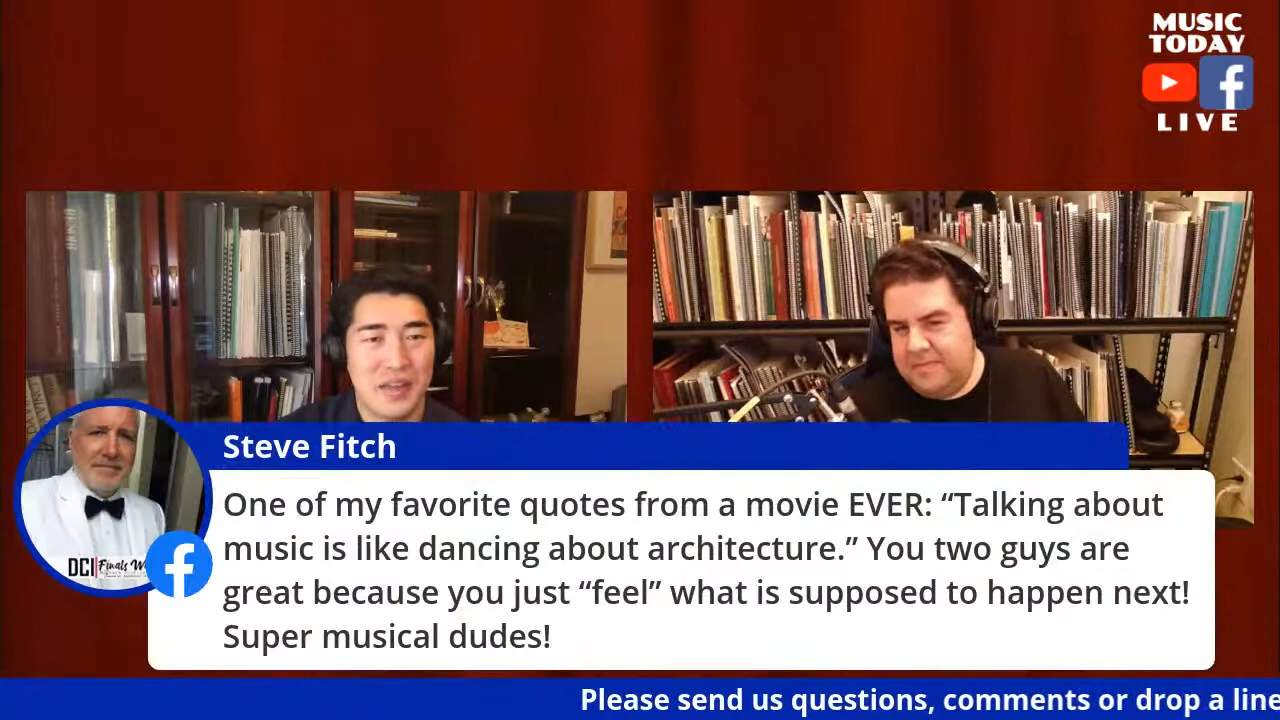 MUSIC
TODAY
LIVE
Steve Fitch
One of my favorite quotes from a movie EVER: “Talking about
music is like dancing about architecture.” You two guys are
great because you just “feel” what is supposed to happen next!
Super musical dudes!
DCI
Please send us questions, comments or drop a line